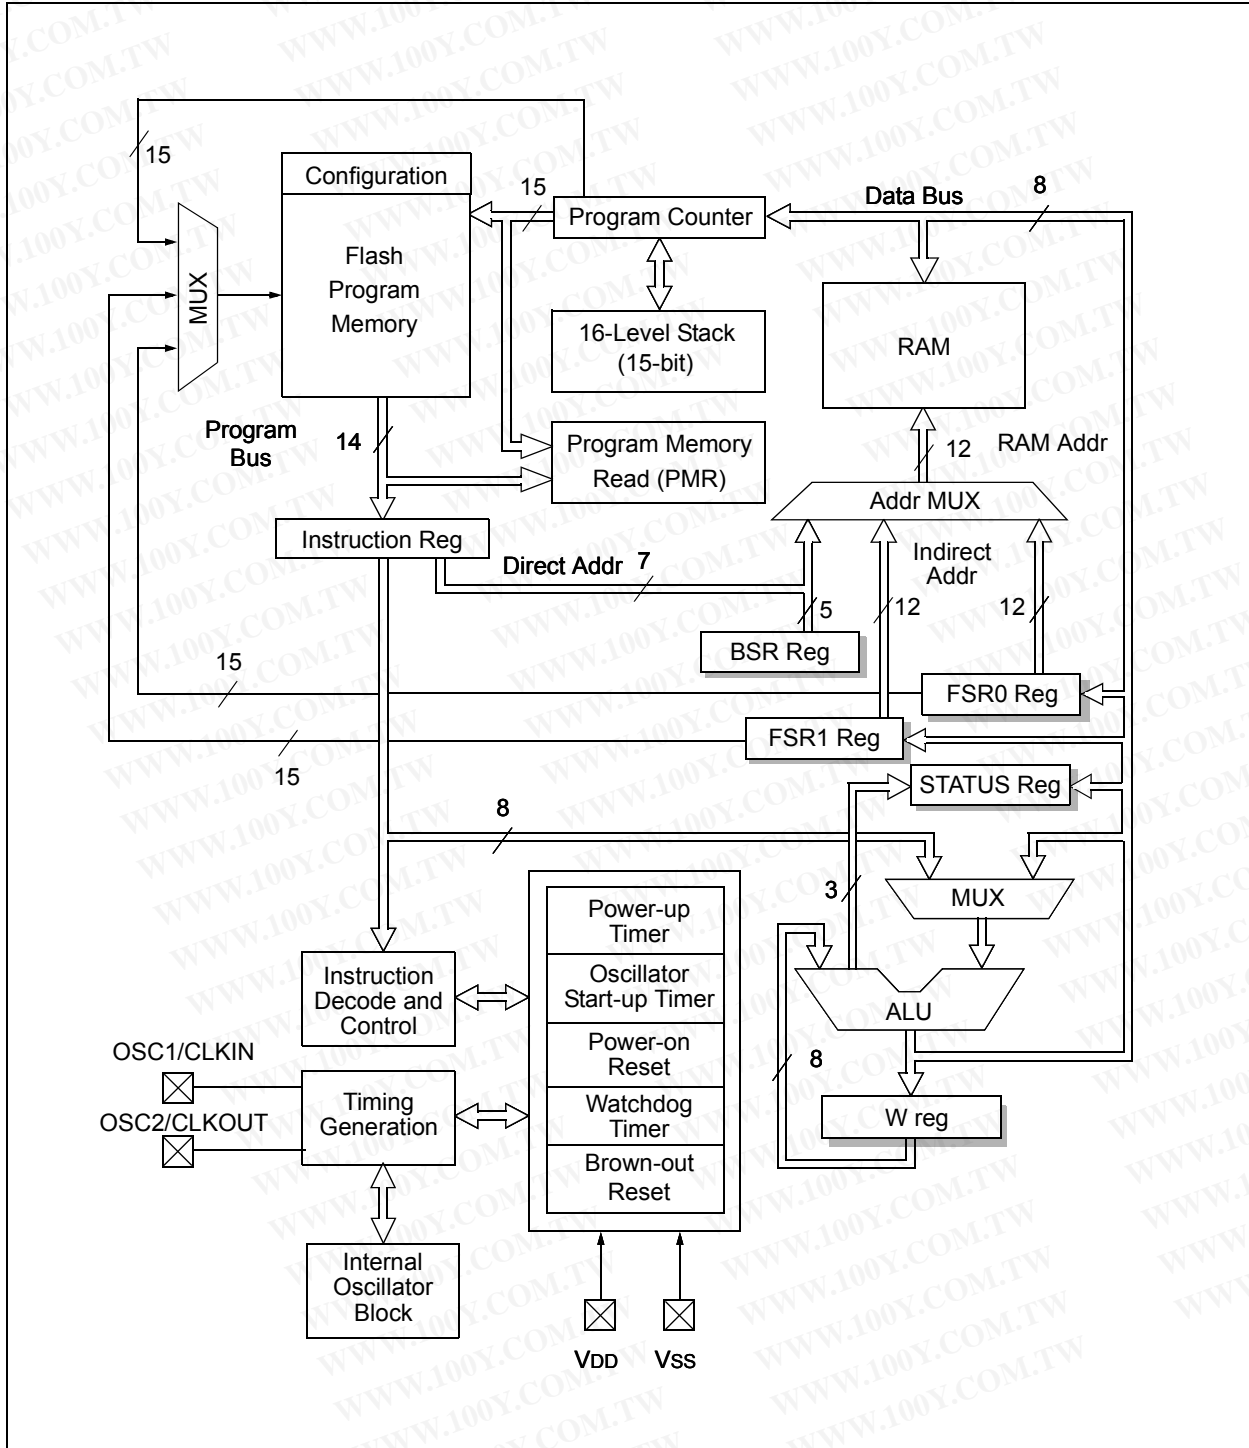 15
Configuration
Flash
Program
Memory
MUX
15
Program Counter
Data Bus
8
16-Level Stack
(15-bit)
RAM
Program
Bus
14
Program Memory
Read (PMR)
12
RAM Addr
Addr MUX
Instruction Reg
Direct Addr
7
Indirect
Addr
5
12
12
BSR Reg
15
FSR0 Reg
FSR1 Reg
15
STATUS Reg
8
3
MUX
Power-up
Timer
Oscillator
Start-up Timer
Power-on
Reset
Watchdog
Timer
Brown-out
Reset
Instruction
Decode and
Control
ALU
8
OSC1/CLKIN
OSC2/CLKOUT
Timing
Generation
W reg
Internal
Oscillator
Block
VDD
VSS
WWW.100Y.COM.TW